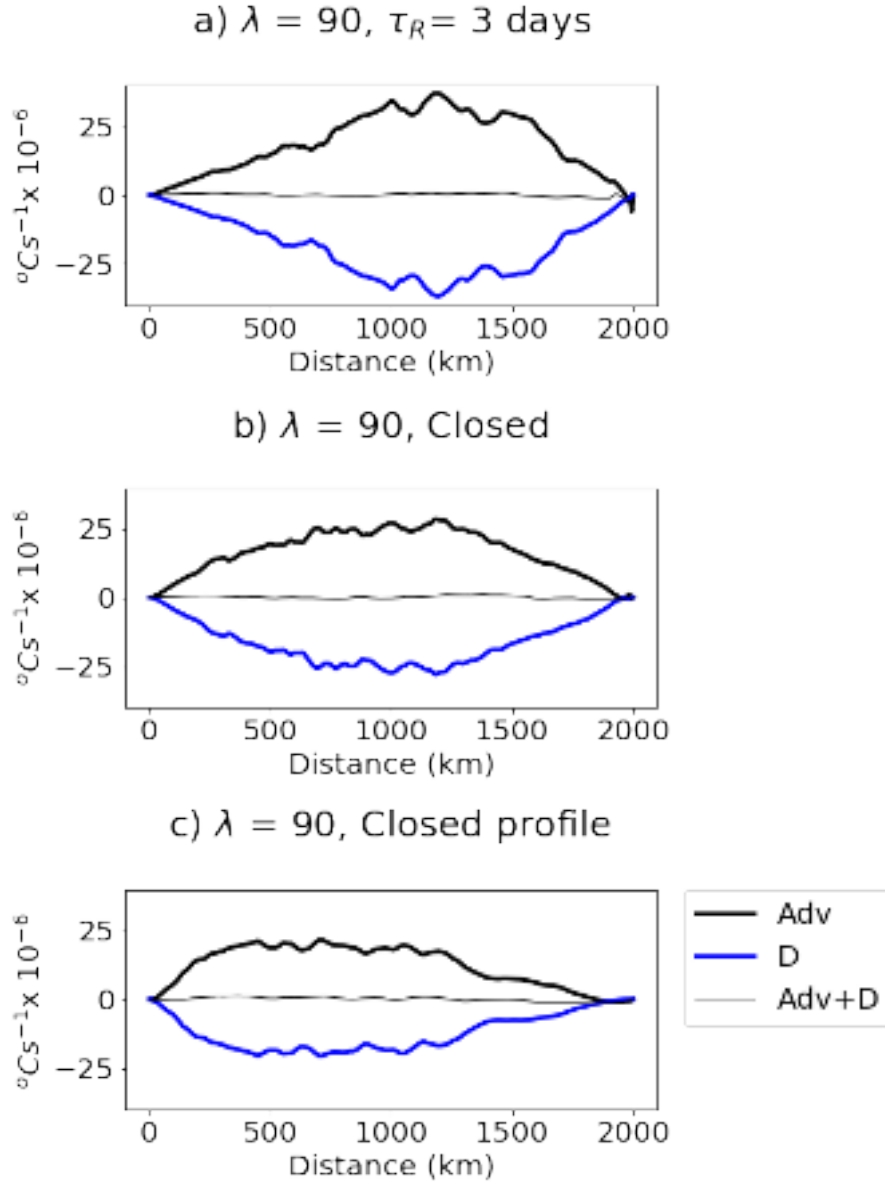 a) λ = 90, τR= 3 days
25
0
−25
°Cs⁻¹x 10⁻⁶
0 500 1000 1500 2000
Distance (km)
b) λ = 90, Closed
25
0
−25
°Cs⁻¹x 10⁻⁶
0 500 1000 1500 2000
Distance (km)
c) λ = 90, Closed profile
25
0
−25
°Cs⁻¹x 10⁻⁶
0 500 1000 1500 2000
Distance (km)
Adv
D
Adv+D